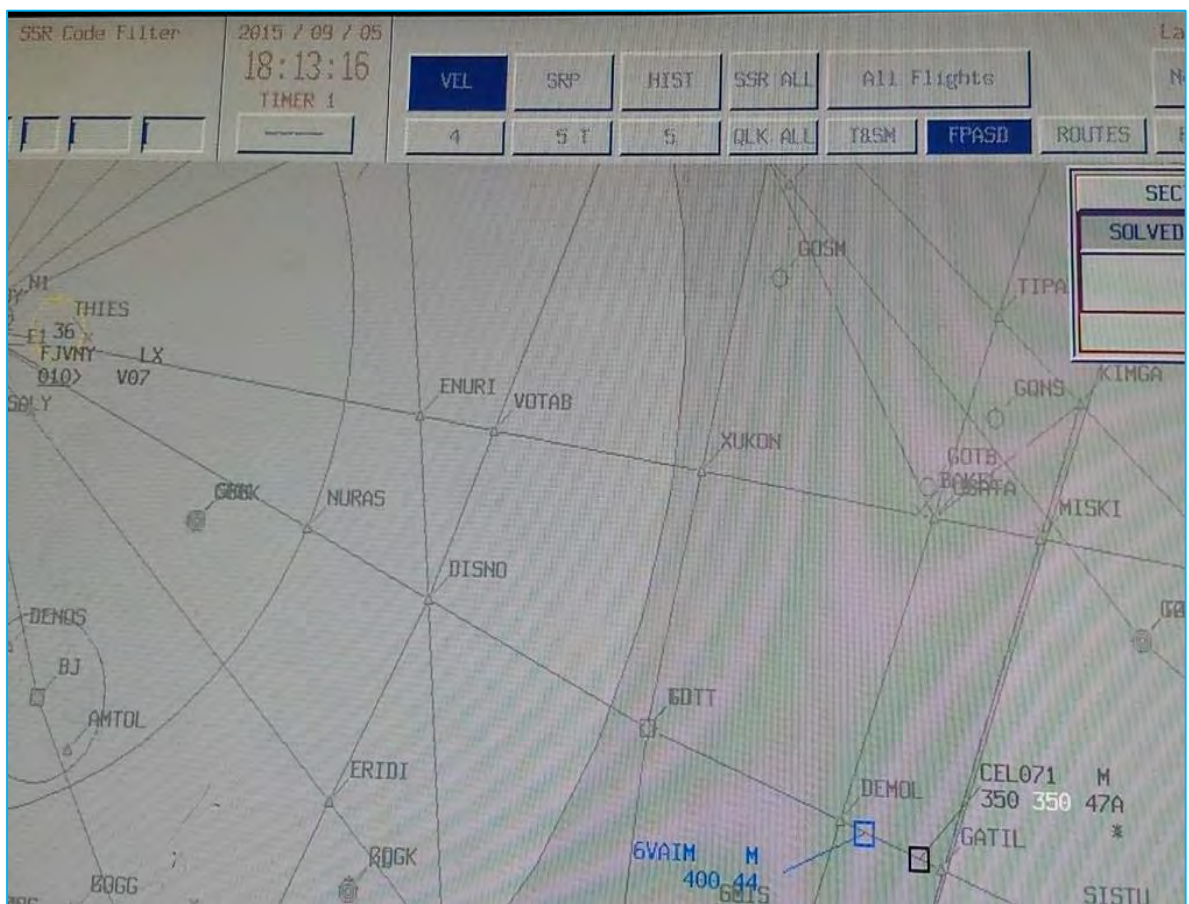 SSR Code Filter
2015 / 09 / 05
18:13:16
TIMER 1
VEL
SRP
HIST
SSR ALL
All Flights
4
5 T
5
QLK ALL
T&SM
FPASD
ROUTES
SEC
SOLVED
GOSM
TIPA
N1
THIES
36
FJVNY LX
010> V07
KIMGA
GQNS
ENURI
VOTAB
XUKON
GOTB
NURAS
MISKI
DISNO
DENOS
BJ
AMTOL
GOTT
ERIDI
DEMOL
CEL071 M
350 350 47A
*
GATIL
6VAIM M
400 44
SISTU